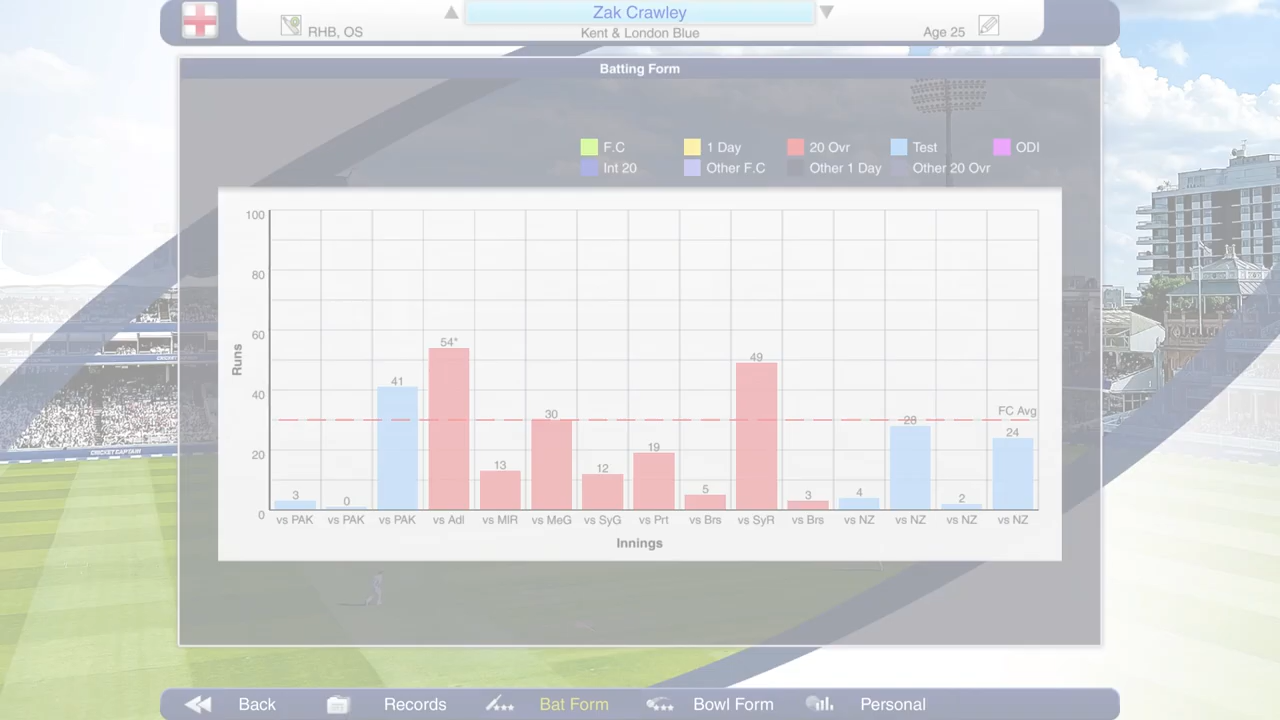 Zak Crawley
RHB, OS
Kent & London Blue
Age 25
Batting Form
F.C 1 Day 20 Ovr Test ODI
Int 20 Other F.C Other 1 Day Other 20 Ovr
100
80
60
40
20
0
Runs
3 0 41 54* 13 30 12 19 5 49 3 4 28 2 24
FC Avg
vs PAK vs PAK vs PAK vs Adl vs MIR vs MeG vs SyG vs Prt vs Brs vs SyR vs Brs vs NZ vs NZ vs NZ vs NZ
Innings
CRICKET CAPTAIN
Back Records Bat Form Bowl Form Personal